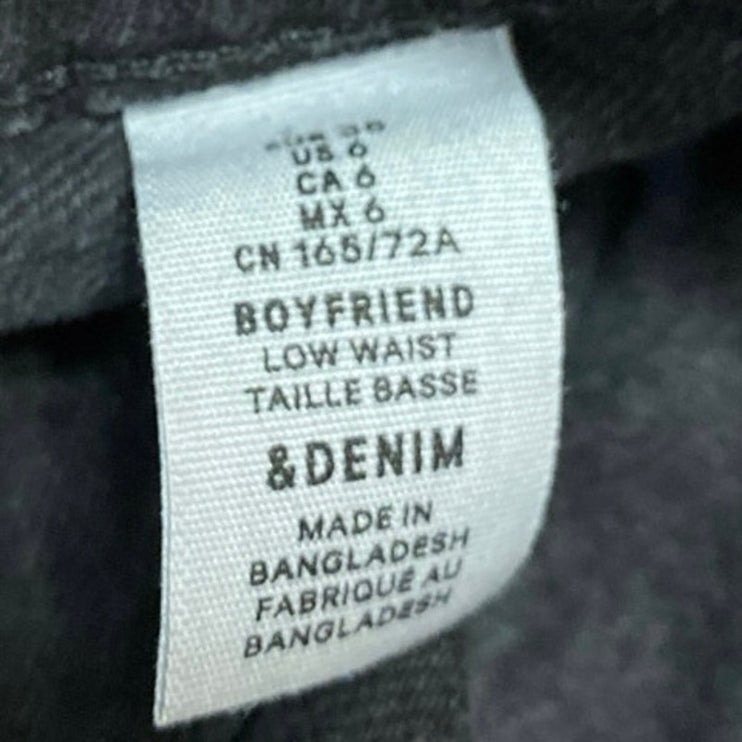 US 6
CA 6
MX 6
CN 165/72A
BOYFRIEND
LOW WAIST
TAILLE BASSE
&DENIM
MADE IN
BANGLADESH
FABRIQUÉ AU
BANGLADESH